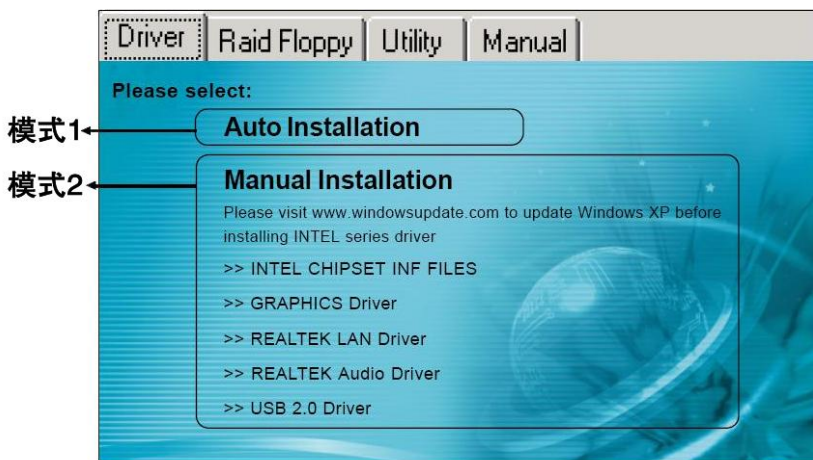 Driver Raid Floppy Utility Manual
Please select:
模式1
Auto Installation
模式2
Manual Installation
Please visit www.windowsupdate.com to update Windows XP before
installing INTEL series driver
>> INTEL CHIPSET INF FILES
>> GRAPHICS Driver
>> REALTEK LAN Driver
>> REALTEK Audio Driver
>> USB 2.0 Driver